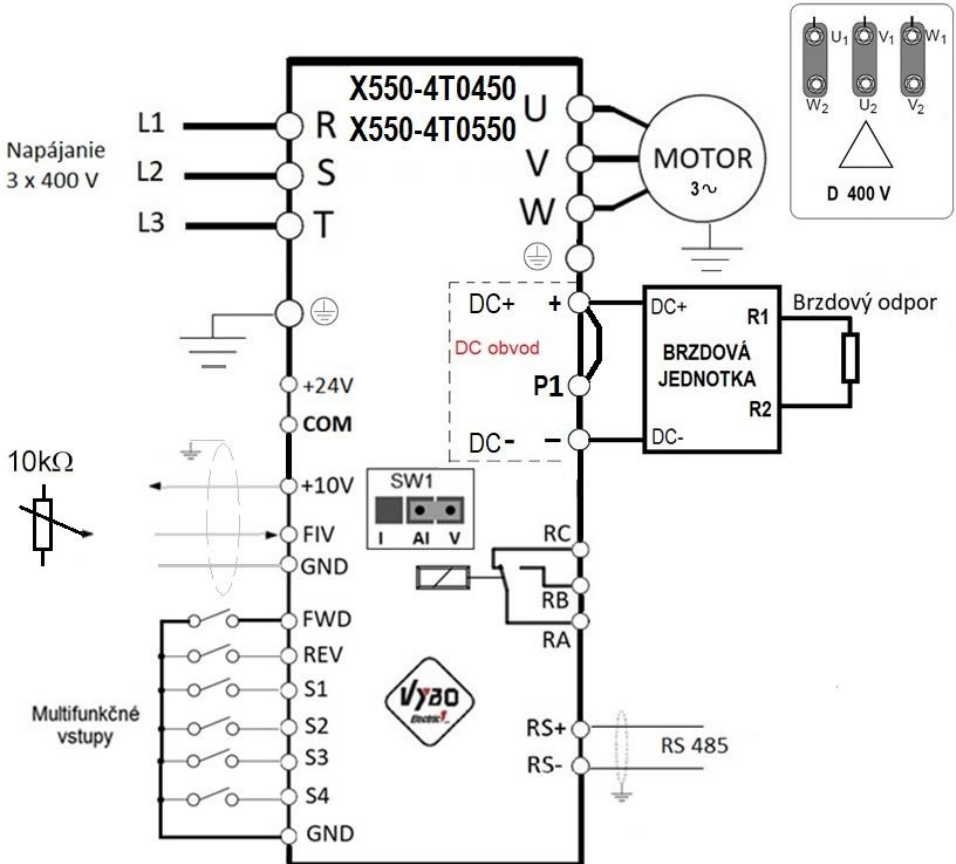 X550-4T0450
X550-4T0550
Napájanie
3 x 400 V
L1
L2
L3
R
S
T
U
V
W
MOTOR
3∿
U1
V1
W1
W2
U2
V2
D 400 V
DC+
+
DC obvod
P1
DC-
−
DC+
R1
BRZDOVÁ
JEDNOTKA
R2
DC-
Brzdový odpor
+24V
COM
10kΩ
+10V
FIV
GND
SW1
I AI V
RC
RB
RA
FWD
REV
S1
S2
S3
S4
GND
Multifunkčné
vstupy
VYBO
Electric
RS+
RS-
RS 485